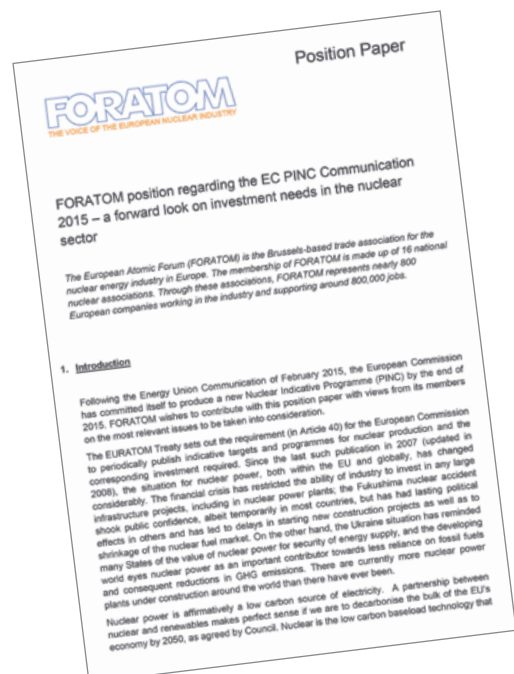 Position Paper
FORATOM
THE VOICE OF THE EUROPEAN NUCLEAR INDUSTRY
FORATOM position regarding the EC PINC Communication
2015 – a forward look on investment needs in the nuclear
sector
The European Atomic Forum (FORATOM) is the Brussels-based trade association for the
nuclear energy industry in Europe. The membership of FORATOM is made up of 16 national
nuclear associations. Through these associations, FORATOM represents nearly 800
European companies working in the industry and supporting around 800,000 jobs.
1. Introduction
Following the Energy Union Communication of February 2015, the European Commission
has committed itself to produce a new Nuclear Indicative Programme (PINC) by the end of
2015. FORATOM wishes to contribute with this position paper with views from its members
on the most relevant issues to be taken into consideration.
The EURATOM Treaty sets out the requirement (in Article 40) for the European Commission
to periodically publish indicative targets and programmes for nuclear production and the
corresponding investment required. Since the last such publication in 2007 (updated in
2008), the situation for nuclear power, both within the EU and globally, has changed
considerably. The financial crisis has restricted the ability of industry to invest in any large
infrastructure projects, including in nuclear power plants; the Fukushima nuclear accident
shook public confidence, albeit temporarily in most countries, but has had lasting political
effects in others and has led to delays in starting new construction projects as well as to
shrinkage of the nuclear fuel market. On the other hand, the Ukraine situation has reminded
many States of the value of nuclear power for security of energy supply, and the developing
world eyes nuclear power as an important contributor towards less reliance on fossil fuels
and consequent reductions in GHG emissions. There are currently more nuclear power
plants under construction around the world than there have ever been.
Nuclear power is affirmatively a low carbon source of electricity. A partnership between
nuclear and renewables makes perfect sense if we are to decarbonise the bulk of the EU's
economy by 2050, as agreed by Council. Nuclear is the low carbon baseload technology that